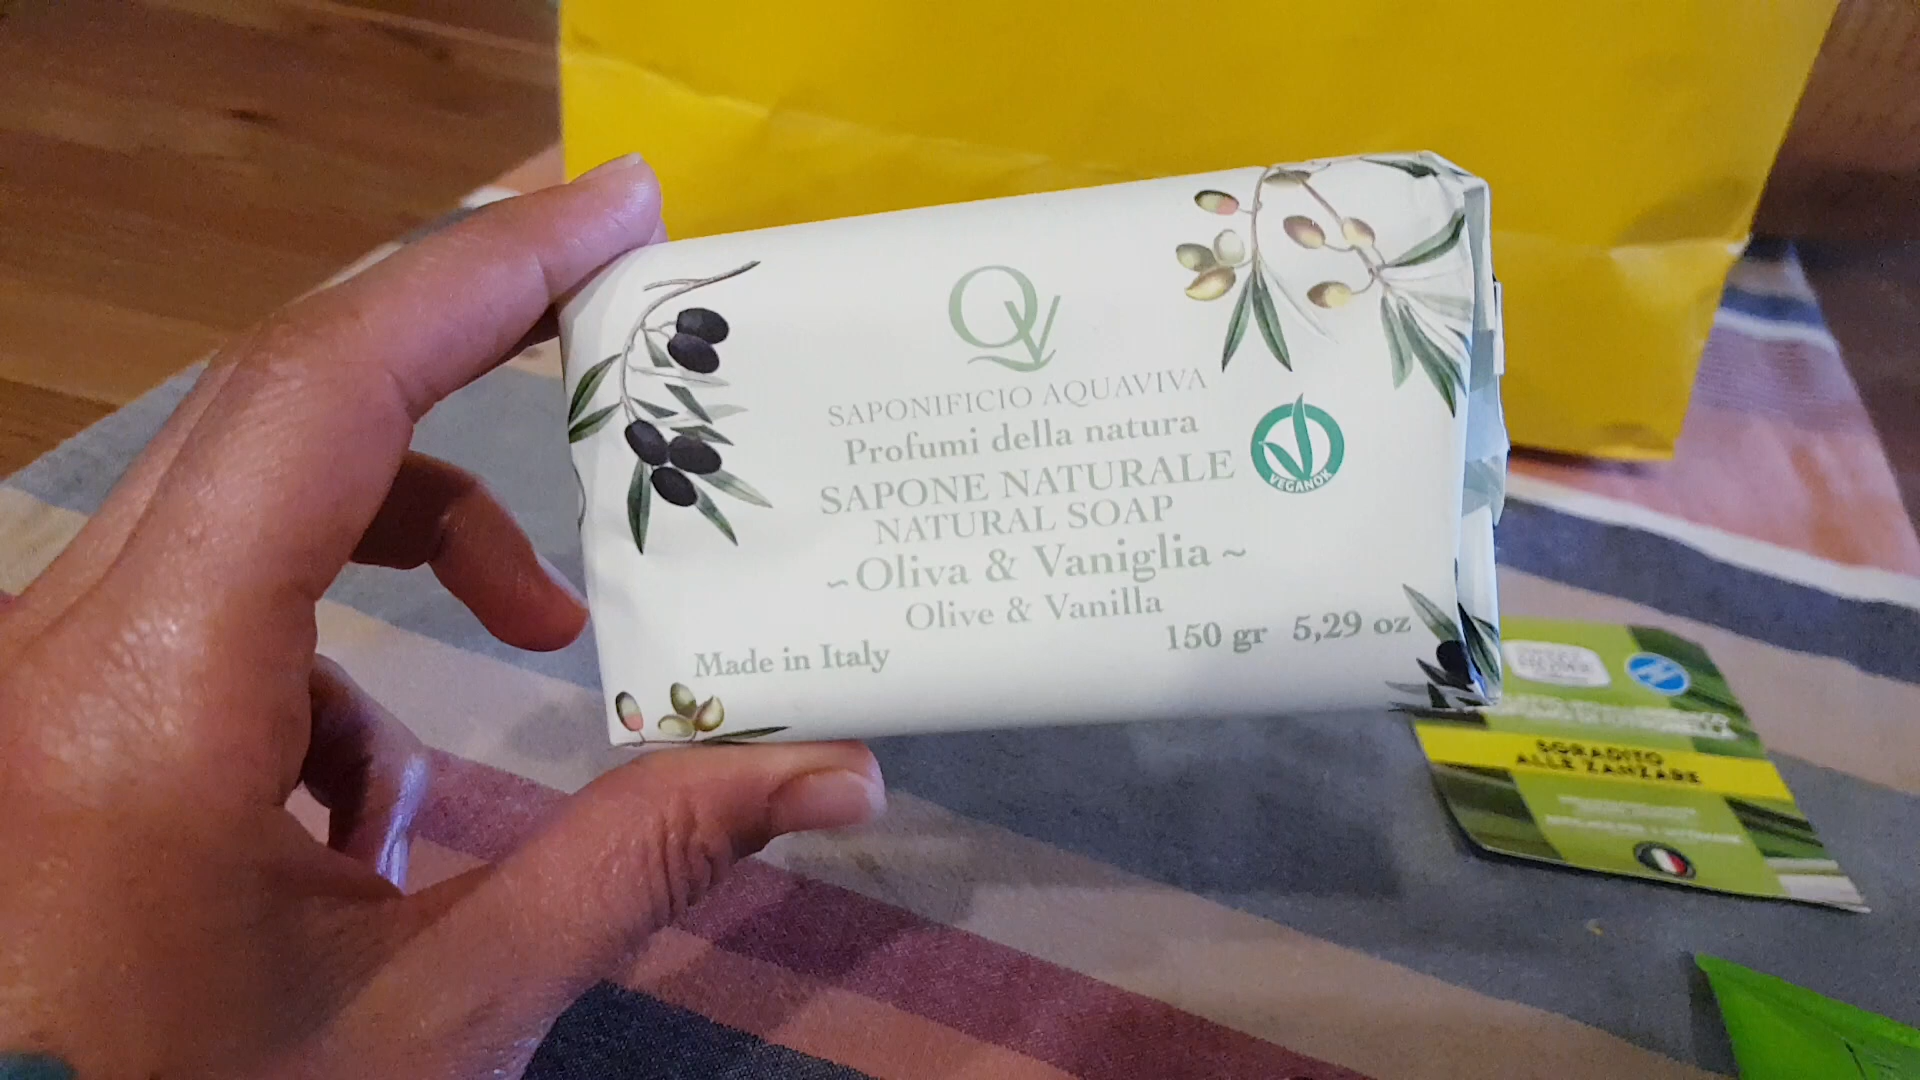 QV
SAPONIFICIO AQUAVIVA
Profumi della natura
SAPONE NATURALE
NATURAL SOAP
~Oliva & Vaniglia~
Olive & Vanilla
VEGANOK
Made in Italy
150 gr 5,29 oz
SGRADITO
ALLE ZANZARE